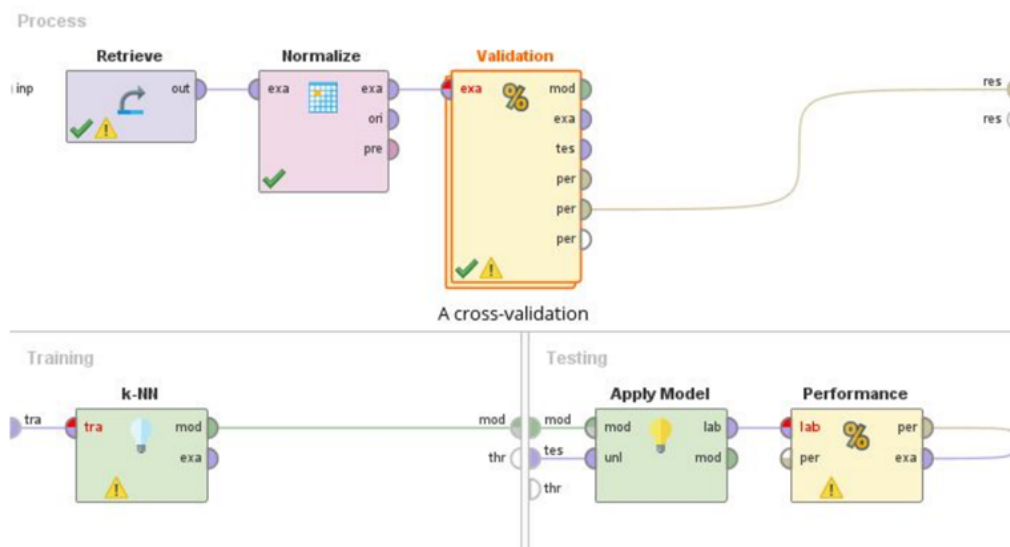 Process
Retrieve
Normalize
Validation
inp
out
exa
exa
ori
pre
exa
mod
exa
tes
per
per
per
res
res
A cross-validation
Training
k-NN
tra
tra
mod
exa
mod
thr
Testing
Apply Model
Performance
mod
tes
thr
mod
unl
lab
mod
lab
per
per
exa